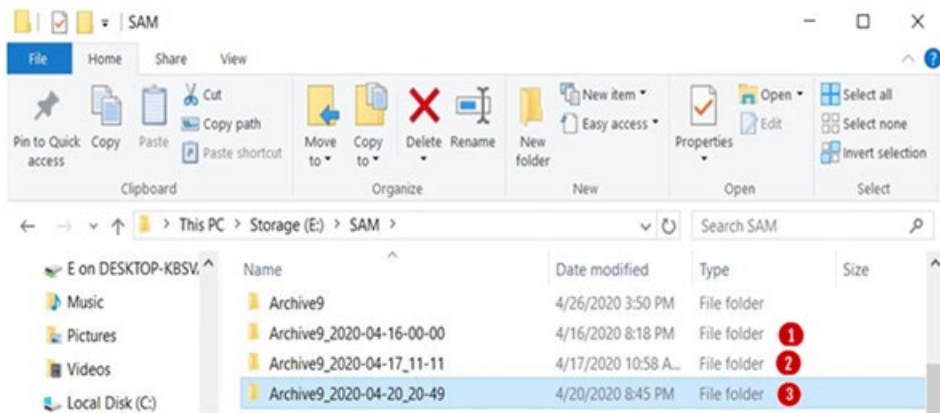 SAM
File Home Share View
Pin to Quick access
Copy
Paste
Cut
Copy path
Paste shortcut
Clipboard
Move to
Copy to
Delete
Rename
Organize
New folder
New item
Easy access
New
Properties
Open
Edit
Open
Select all
Select none
Invert selection
Select
This PC > Storage (E:) > SAM >
Search SAM
E on DESKTOP-KBSV
Music
Pictures
Videos
Local Disk (C:)
Name Date modified Type Size
Archive9 4/26/2020 3:50 PM File folder
Archive9_2020-04-16-00-00 4/16/2020 8:18 PM File folder 1
Archive9_2020-04-17_11-11 4/17/2020 10:58 A... File folder 2
Archive9_2020-04-20_20-49 4/20/2020 8:45 PM File folder 3